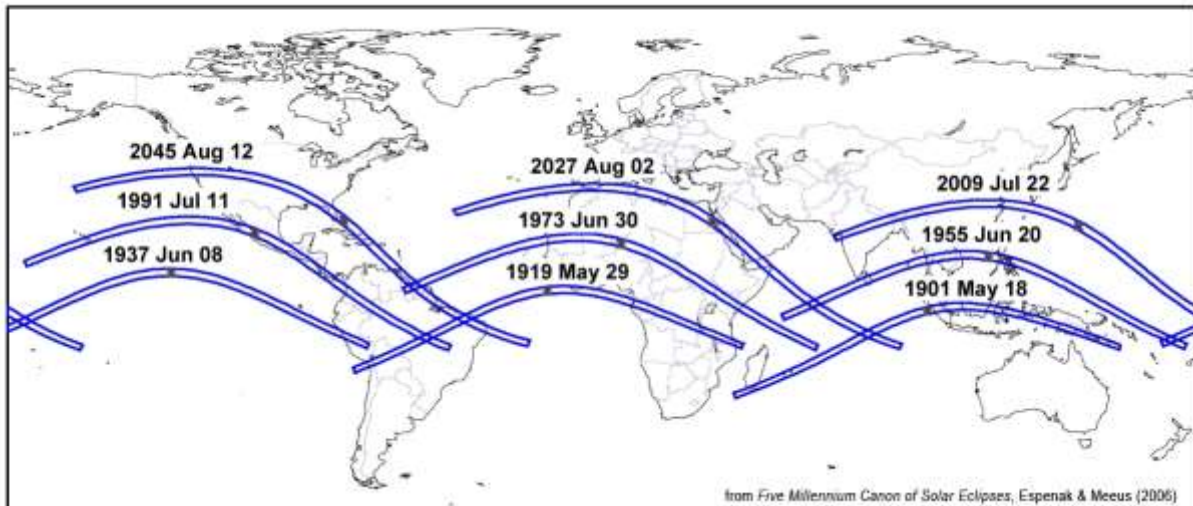 2045 Aug 12
2027 Aug 02
2009 Jul 22
1991 Jul 11
1973 Jun 30
1955 Jun 20
1937 Jun 08
1919 May 29
1901 May 18
from Five Millennium Canon of Solar Eclipses, Espenak & Meeus (2006)